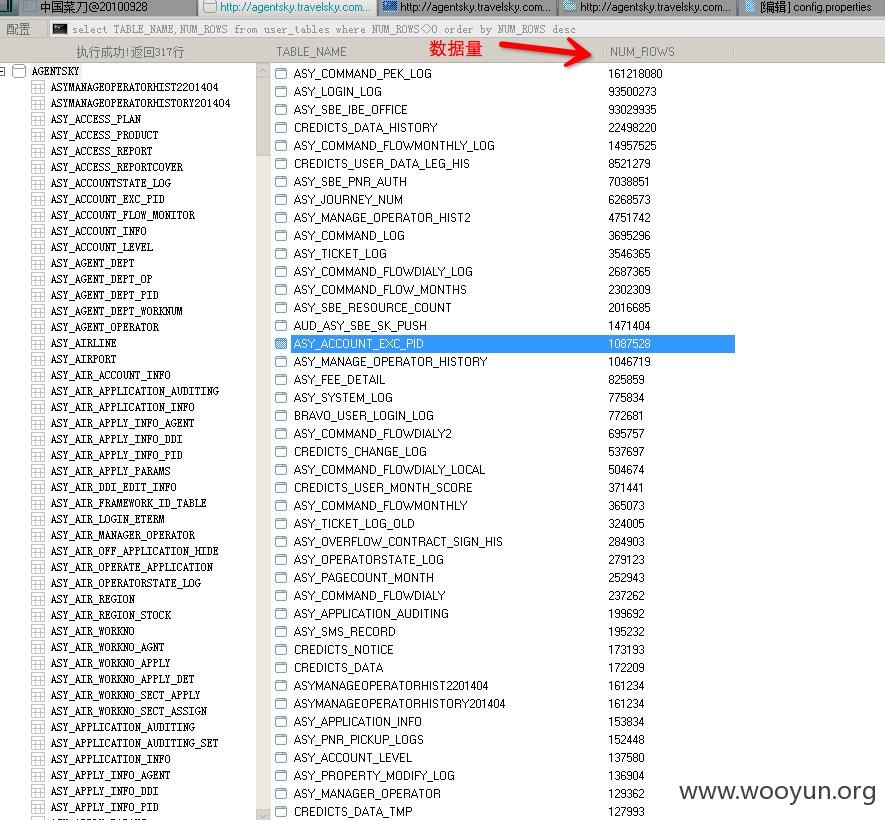 中国菜刀@20100928
http://agentsky.travelsky.cn...
http://agentsky.travelsky.com...
http://agentsky.travelsky.com...
[编辑] config.properties
配置
select TABLE_NAME,NUM_ROWS from user_tables where NUM_ROWS<>0 order by NUM_ROWS desc
执行成功!返回317行
TABLE_NAME
数据量
NUM_ROWS
AGENTSKY
ASYMANAGEOPERATORHIST2201404
ASYMANAGEOPERATORHISTORY201404
ASY_ACCESS_PLAN
ASY_ACCESS_PRODUCT
ASY_ACCESS_REPORT
ASY_ACCESS_REPORTCOVER
ASY_ACCOUNTSTATE_LOG
ASY_ACCOUNT_EXC_PID
ASY_ACCOUNT_FLOW_MONITOR
ASY_ACCOUNT_INFO
ASY_ACCOUNT_LEVEL
ASY_AGENT_DEPT
ASY_AGENT_DEPT_OP
ASY_AGENT_DEPT_PID
ASY_AGENT_DEPT_WORKNUM
ASY_AGENT_OPERATOR
ASY_AIRLINE
ASY_AIRPORT
ASY_AIR_ACCOUNT_INFO
ASY_AIR_APPLICATION_AUDITING
ASY_AIR_APPLICATION_INFO
ASY_AIR_APPLY_INFO_AGENT
ASY_AIR_APPLY_INFO_DDI
ASY_AIR_APPLY_INFO_PID
ASY_AIR_APPLY_PARAMS
ASY_AIR_DDI_EDIT_INFO
ASY_AIR_FRAMEWORK_ID_TABLE
ASY_AIR_LOGIN_ETERM
ASY_AIR_MANAGER_OPERATOR
ASY_AIR_OFF_APPLICATION_HIDE
ASY_AIR_OPERATE_APPLICATION
ASY_AIR_OPERATORSTATE_LOG
ASY_AIR_REGION
ASY_AIR_REGION_STOCK
ASY_AIR_WORKNO
ASY_AIR_WORKNO_AGNT
ASY_AIR_WORKNO_APPLY
ASY_AIR_WORKNO_APPLY_DET
ASY_AIR_WORKNO_SECT_APPLY
ASY_AIR_WORKNO_SECT_ASSIGN
ASY_APPLICATION_AUDITING
ASY_APPLICATION_AUDITING_SET
ASY_APPLICATION_INFO
ASY_APPLY_INFO_AGENT
ASY_APPLY_INFO_DDI
ASY_APPLY_INFO_PID
ASY_COMMAND_PEK_LOG 161218080
ASY_LOGIN_LOG 93500273
ASY_SBE_IBE_OFFICE 93029935
CREDICTS_DATA_HISTORY 22498220
ASY_COMMAND_FLOWMONTHLY_LOG 14957525
CREDICTS_USER_DATA_LEG_HIS 8521279
ASY_SBE_PNR_AUTH 7038851
ASY_JOURNEY_NUM 6268573
ASY_MANAGE_OPERATOR_HIST2 4751742
ASY_COMMAND_LOG 3695296
ASY_TICKET_LOG 3546365
ASY_COMMAND_FLOWDIALY_LOG 2687365
ASY_COMMAND_FLOW_MONTHS 2302309
ASY_SBE_RESOURCE_COUNT 2016685
AUD_ASY_SBE_SK_PUSH 1471404
ASY_ACCOUNT_EXC_PID 1087528
ASY_MANAGE_OPERATOR_HISTORY 1046719
ASY_FEE_DETAIL 825859
ASY_SYSTEM_LOG 775834
BRAVO_USER_LOGIN_LOG 772681
ASY_COMMAND_FLOWDIALY2 695757
CREDICTS_CHANGE_LOG 537697
ASY_COMMAND_FLOWDIALY_LOCAL 504674
CREDICTS_USER_MONTH_SCORE 371441
ASY_COMMAND_FLOWMONTHLY 365073
ASY_TICKET_LOG_OLD 324005
ASY_OVERFLOW_CONTRACT_SIGN_HIS 284903
ASY_OPERATORSTATE_LOG 279123
ASY_PAGECOUNT_MONTH 252943
ASY_COMMAND_FLOWDIALY 237262
ASY_APPLICATION_AUDITING 199692
ASY_SMS_RECORD 195232
CREDICTS_NOTICE 173193
CREDICTS_DATA 172209
ASYMANAGEOPERATORHIST2201404 161234
ASYMANAGEOPERATORHISTORY201404 161234
ASY_APPLICATION_INFO 153834
ASY_PNR_PICKUP_LOGS 152448
ASY_ACCOUNT_LEVEL 137580
ASY_PROPERTY_MODIFY_LOG 136904
ASY_MANAGER_OPERATOR 129362
CREDICTS_DATA_TMP 127993
www.wooyun.org